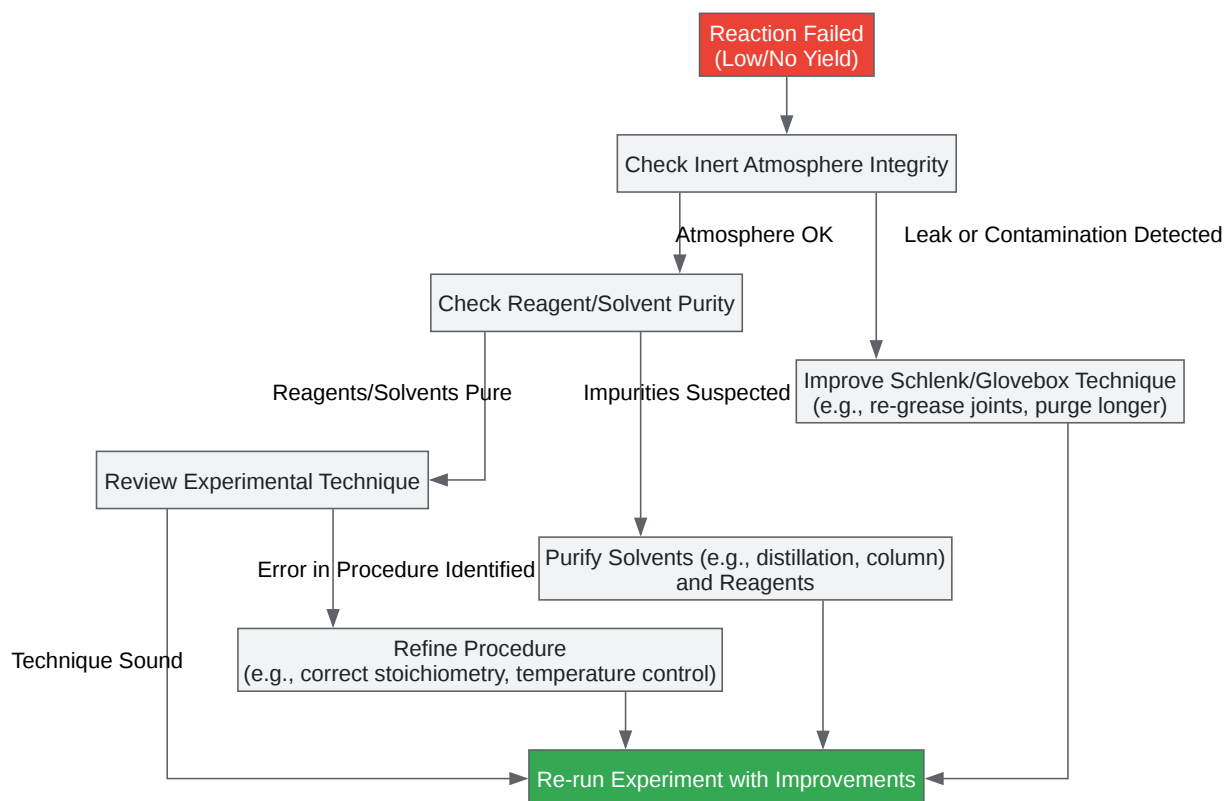 Reaction Failed
(Low/No Yield)
Check Inert Atmosphere Integrity
Atmosphere OK
Leak or Contamination Detected
Check Reagent/Solvent Purity
Improve Schlenk/Glovebox Technique
(e.g., re-grease joints, purge longer)
Reagents/Solvents Pure
Impurities Suspected
Review Experimental Technique
Purify Solvents (e.g., distillation, column)
and Reagents
Error in Procedure Identified
Refine Procedure
(e.g., correct stoichiometry, temperature control)
Technique Sound
Re-run Experiment with Improvements